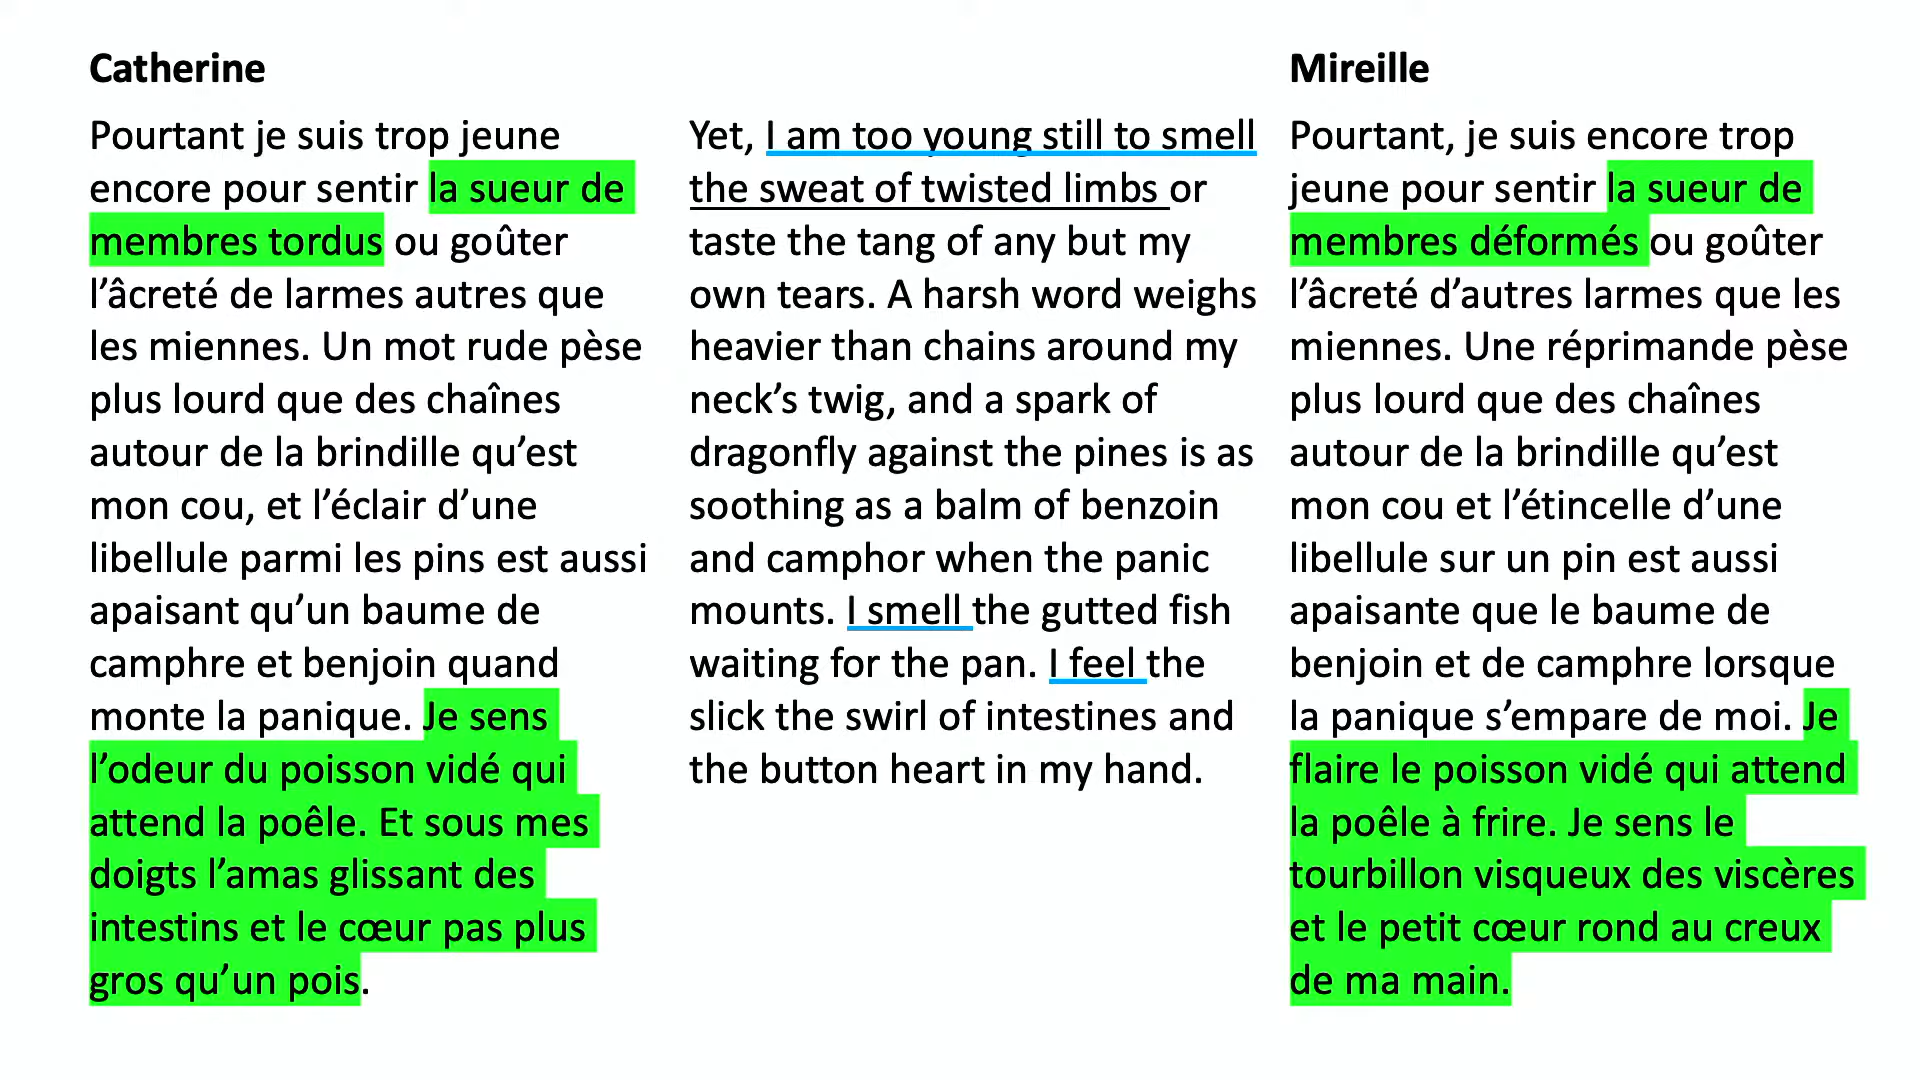 Catherine
Pourtant je suis trop jeune
encore pour sentir la sueur de
membres tordus ou goûter
l’âcreté de larmes autres que
les miennes. Un mot rude pèse
plus lourd que des chaînes
autour de la brindille qu’est
mon cou, et l’éclair d’une
libellule parmi les pins est aussi
apaisant qu’un baume de
camphre et benjoin quand
monte la panique. Je sens
l’odeur du poisson vidé qui
attend la poêle. Et sous mes
doigts l’amas glissant des
intestins et le cœur pas plus
gros qu’un pois.
Yet, I am too young still to smell
the sweat of twisted limbs or
taste the tang of any but my
own tears. A harsh word weighs
heavier than chains around my
neck’s twig, and a spark of
dragonfly against the pines is as
soothing as a balm of benzoin
and camphor when the panic
mounts. I smell the gutted fish
waiting for the pan. I feel the
slick the swirl of intestines and
the button heart in my hand.
Mireille
Pourtant, je suis encore trop
jeune pour sentir la sueur de
membres déformés ou goûter
l’âcreté d’autres larmes que les
miennes. Une réprimande pèse
plus lourd que des chaînes
autour de la brindille qu’est
mon cou et l’étincelle d’une
libellule sur un pin est aussi
apaisante que le baume de
benjoin et de camphre lorsque
la panique s’empare de moi. Je
flaire le poisson vidé qui attend
la poêle à frire. Je sens le
tourbillon visqueux des viscères
et le petit cœur rond au creux
de ma main.